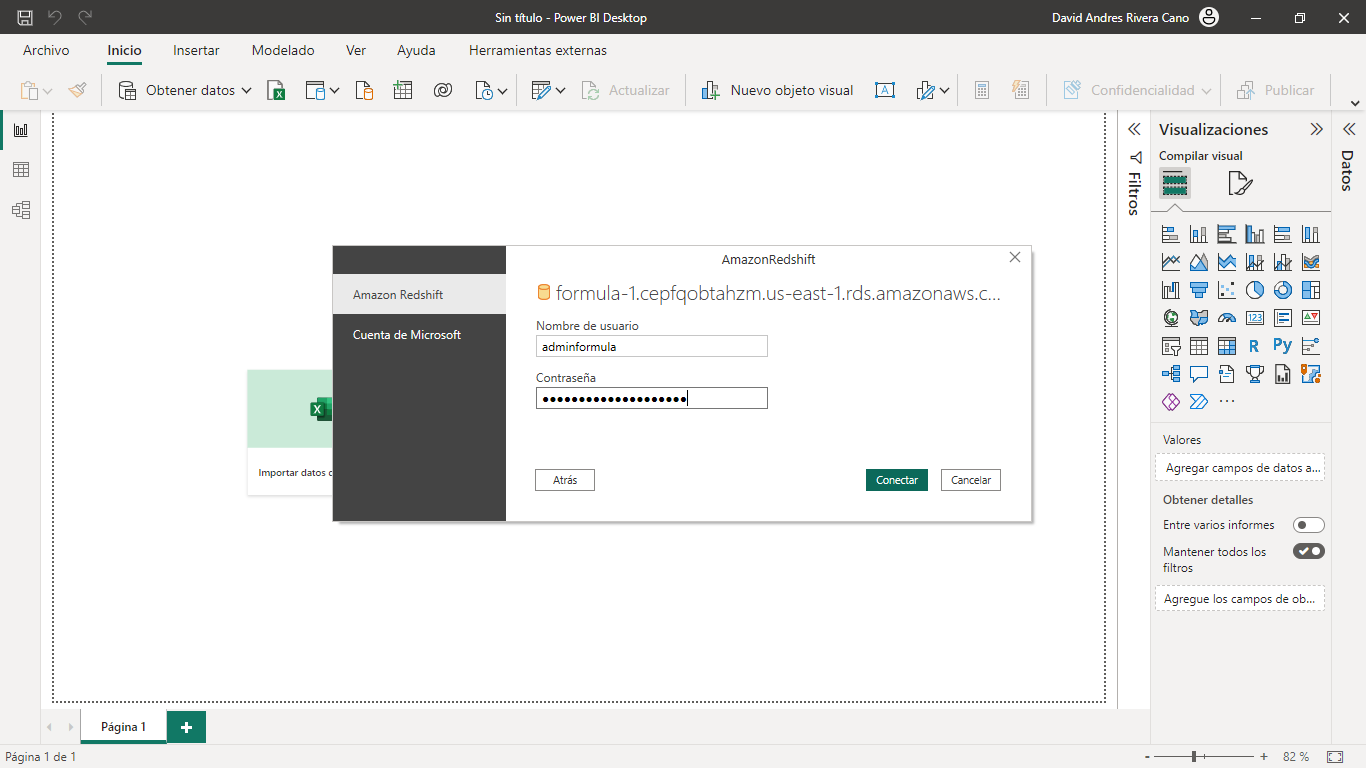 Sin título - Power BI Desktop
David Andres Rivera Cano
Archivo
Inicio
Insertar
Modelado
Ver
Ayuda
Herramientas externas
Obtener datos
Actualizar
Nuevo objeto visual
Confidencialidad
Publicar
Filtros
Visualizaciones
Compilar visual
Datos
AmazonRedshift
Amazon Redshift
Cuenta de Microsoft
formula-1.cepfqobtahzm.us-east-1.rds.amazonaws.c...
Nombre de usuario
adminformula
Contraseña
●●●●●●●●●●●●●●●●●●●●
Atrás
Conectar
Cancelar
Importar datos
123
R
Py
Valores
Agregar campos de datos a...
Obtener detalles
Entre varios informes
Mantener todos los
filtros
Agregue los campos de ob...
Página 1
Página 1 de 1
- +
82 %